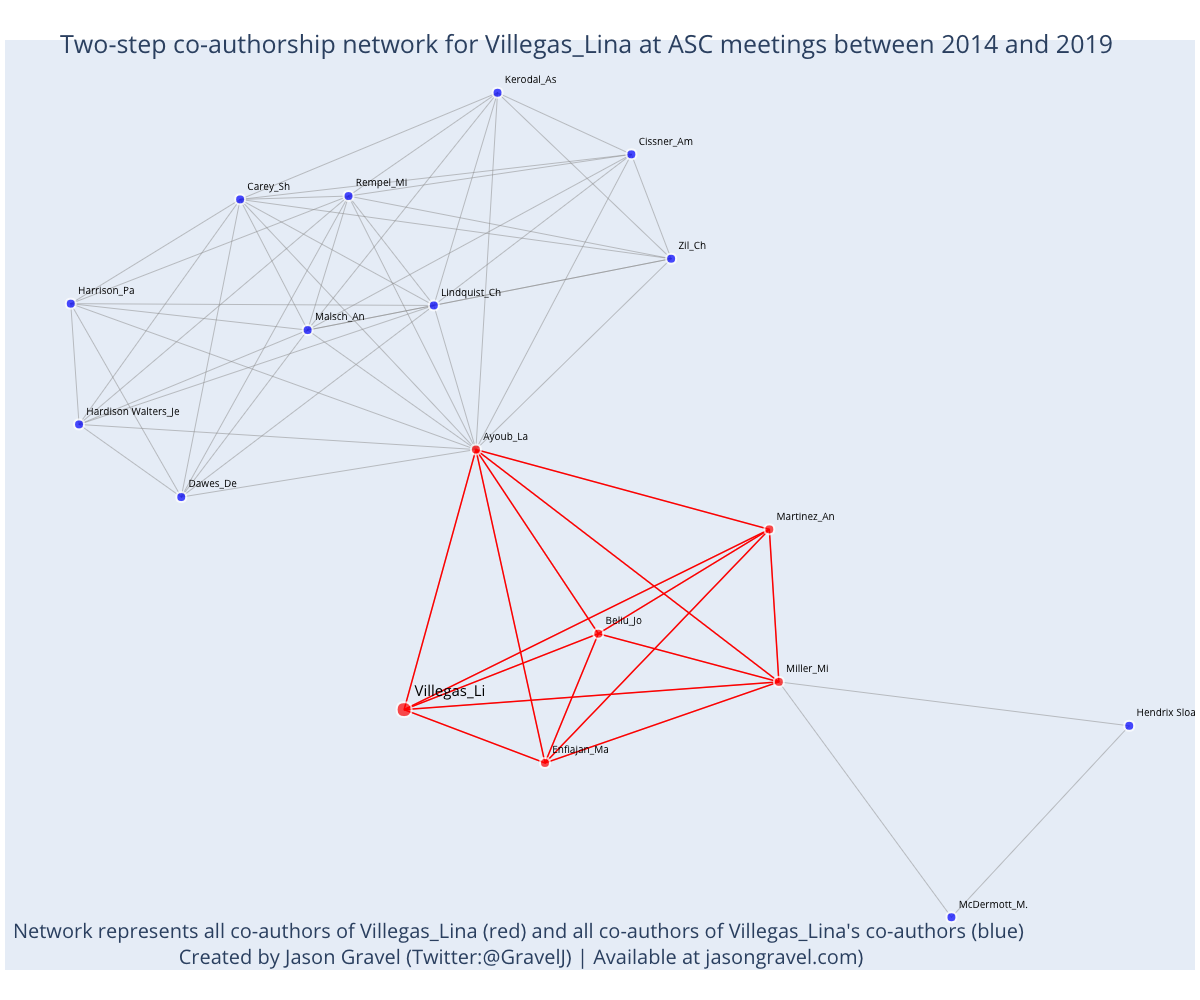 Two-step co-authorship network for Villegas_Lina at ASC meetings between 2014 and 2019
Kerodal_As
Cissner_Am
Carey_Sh
Rempel_Mi
Zil_Ch
Harrison_Pa
Lindquist_Ch
Malsch_An
Hardison Walters_Je
Ayoub_La
Dawes_De
Martinez_An
Bellu_Jo
Miller_Mi
Villegas_Li
Hendrix Sloa
Enfiajan_Ma
McDermott_M.
Network represents all co-authors of Villegas_Lina (red) and all co-authors of Villegas_Lina's co-authors (blue)
Created by Jason Gravel (Twitter:@GravelJ) | Available at jasongravel.com)